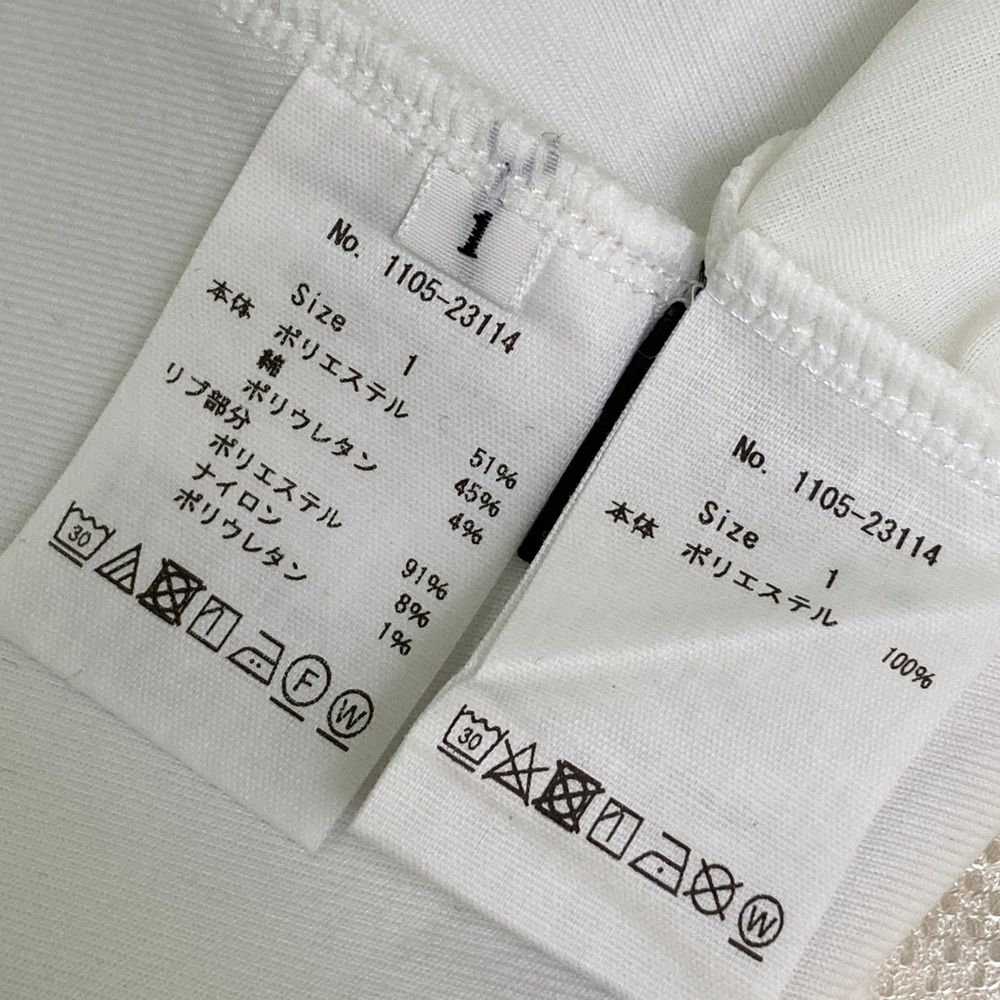 1
No. 1105-23114
Size 1
本体 ポリエステル 51%
綿 45%
ポリウレタン 4%
リブ部分
ポリエステル 91%
ナイロン 8%
ポリウレタン 1%
30 F W
No. 1105-23114
Size 1
本体 ポリエステル 100%
30 W